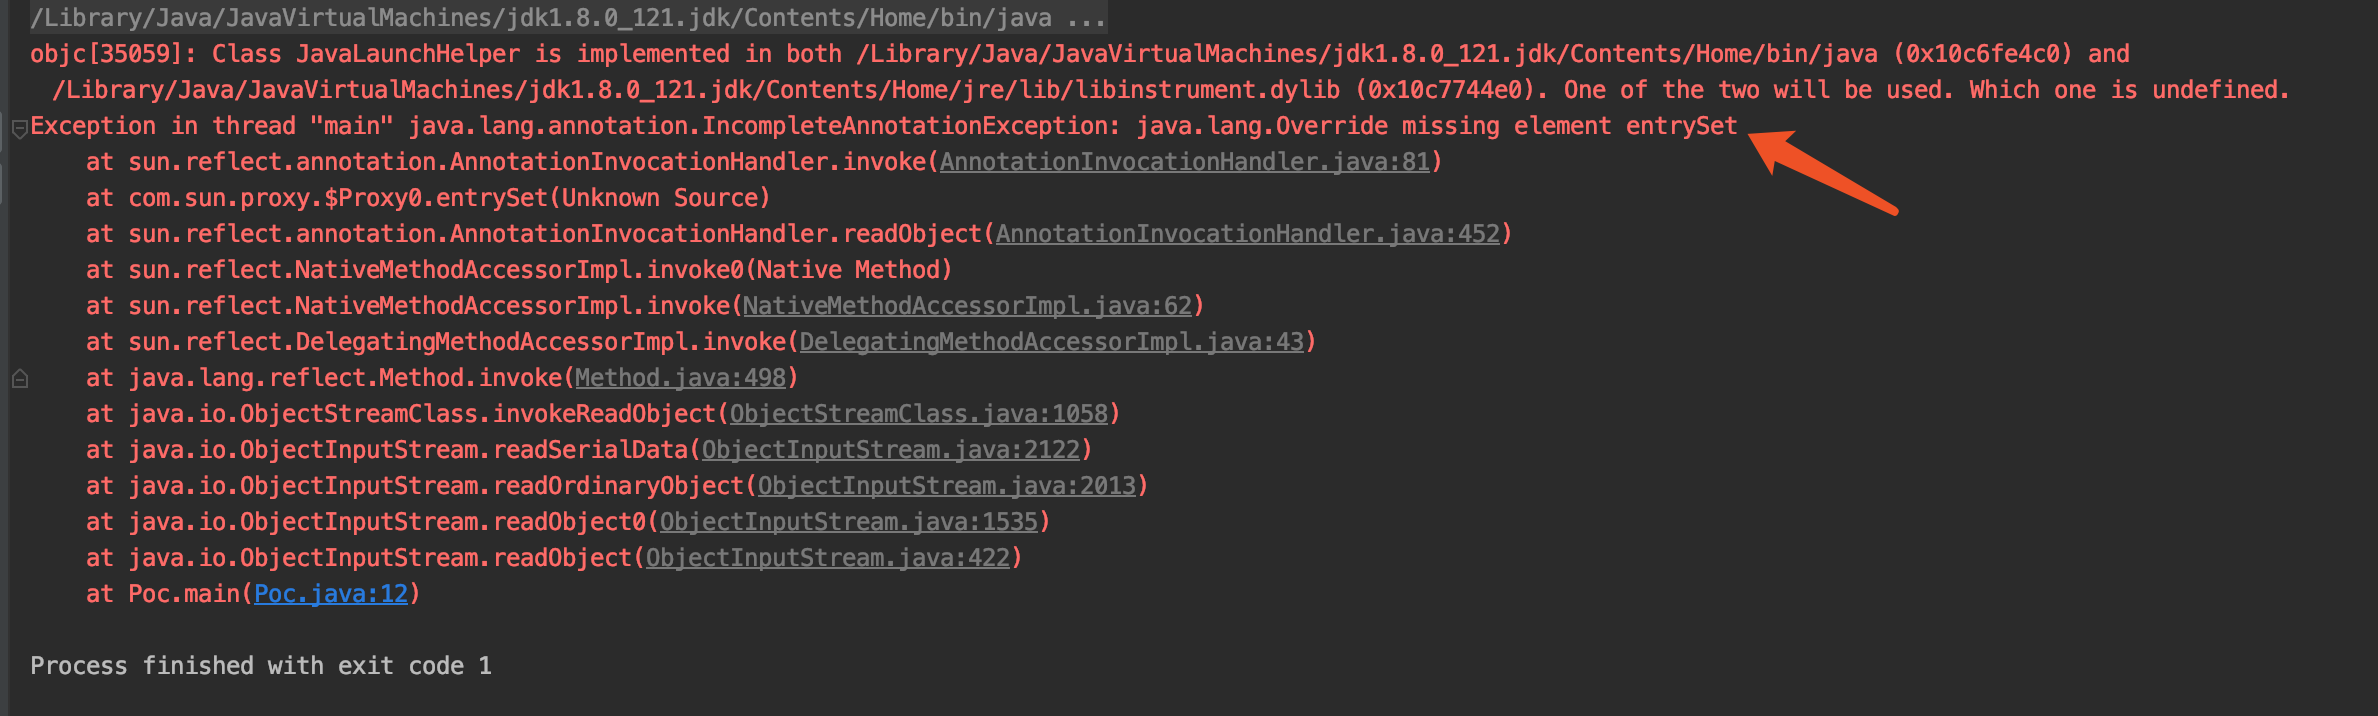 /Library/Java/JavaVirtualMachines/jdk1.8.0_121.jdk/Contents/Home/bin/java ...
objc[35059]: Class JavaLaunchHelper is implemented in both /Library/Java/JavaVirtualMachines/jdk1.8.0_121.jdk/Contents/Home/bin/java (0x10c6fe4c0) and
/Library/Java/JavaVirtualMachines/jdk1.8.0_121.jdk/Contents/Home/jre/lib/libinstrument.dylib (0x10c7744e0). One of the two will be used. Which one is undefined.
Exception in thread "main" java.lang.annotation.IncompleteAnnotationException: java.lang.Override missing element entrySet
at sun.reflect.annotation.AnnotationInvocationHandler.invoke(AnnotationInvocationHandler.java:81)
at com.sun.proxy.$Proxy0.entrySet(Unknown Source)
at sun.reflect.annotation.AnnotationInvocationHandler.readObject(AnnotationInvocationHandler.java:452)
at sun.reflect.NativeMethodAccessorImpl.invoke0(Native Method)
at sun.reflect.NativeMethodAccessorImpl.invoke(NativeMethodAccessorImpl.java:62)
at sun.reflect.DelegatingMethodAccessorImpl.invoke(DelegatingMethodAccessorImpl.java:43)
at java.lang.reflect.Method.invoke(Method.java:498)
at java.io.ObjectStreamClass.invokeReadObject(ObjectStreamClass.java:1058)
at java.io.ObjectInputStream.readSerialData(ObjectInputStream.java:2122)
at java.io.ObjectInputStream.readOrdinaryObject(ObjectInputStream.java:2013)
at java.io.ObjectInputStream.readObject0(ObjectInputStream.java:1535)
at java.io.ObjectInputStream.readObject(ObjectInputStream.java:422)
at Poc.main(Poc.java:12)
Process finished with exit code 1